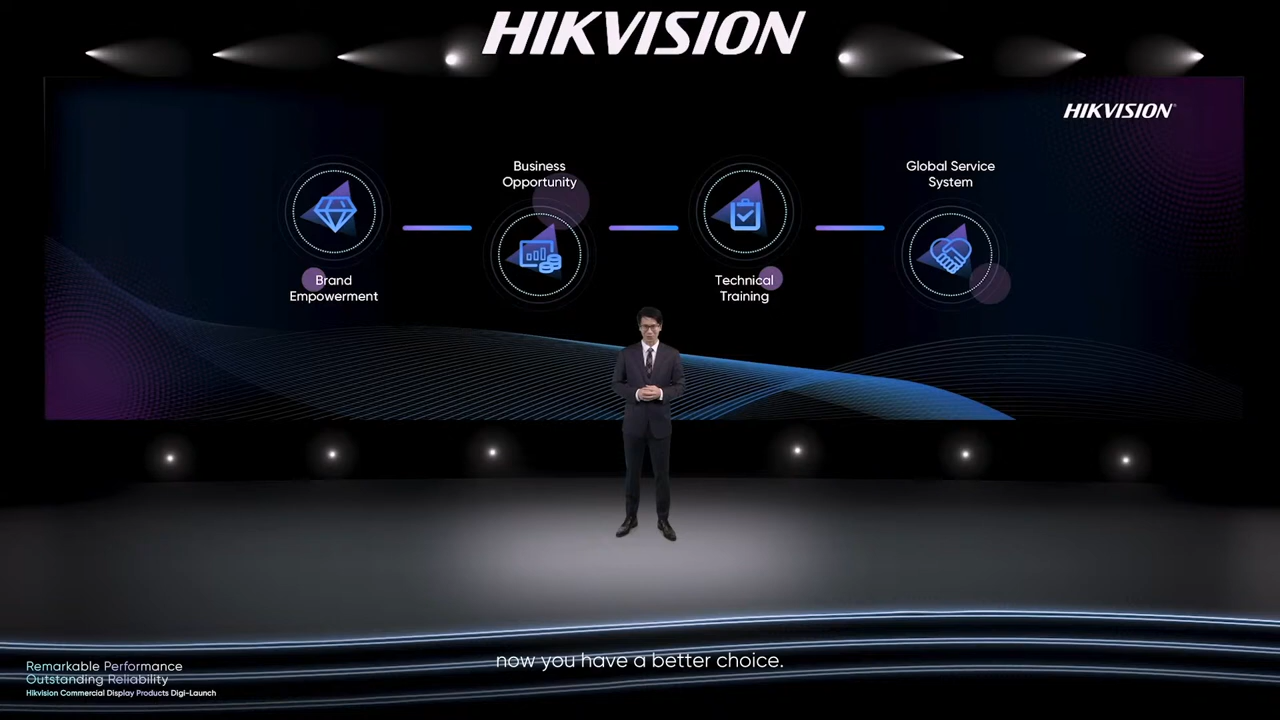 HIKVISION
HIKVISION®
Business
Opportunity
Global Service
System
Brand
Empowerment
Technical
Training
now you have a better choice.
Remarkable Performance
Outstanding Reliability
Hikvision Commercial Display Products Digi-Launch